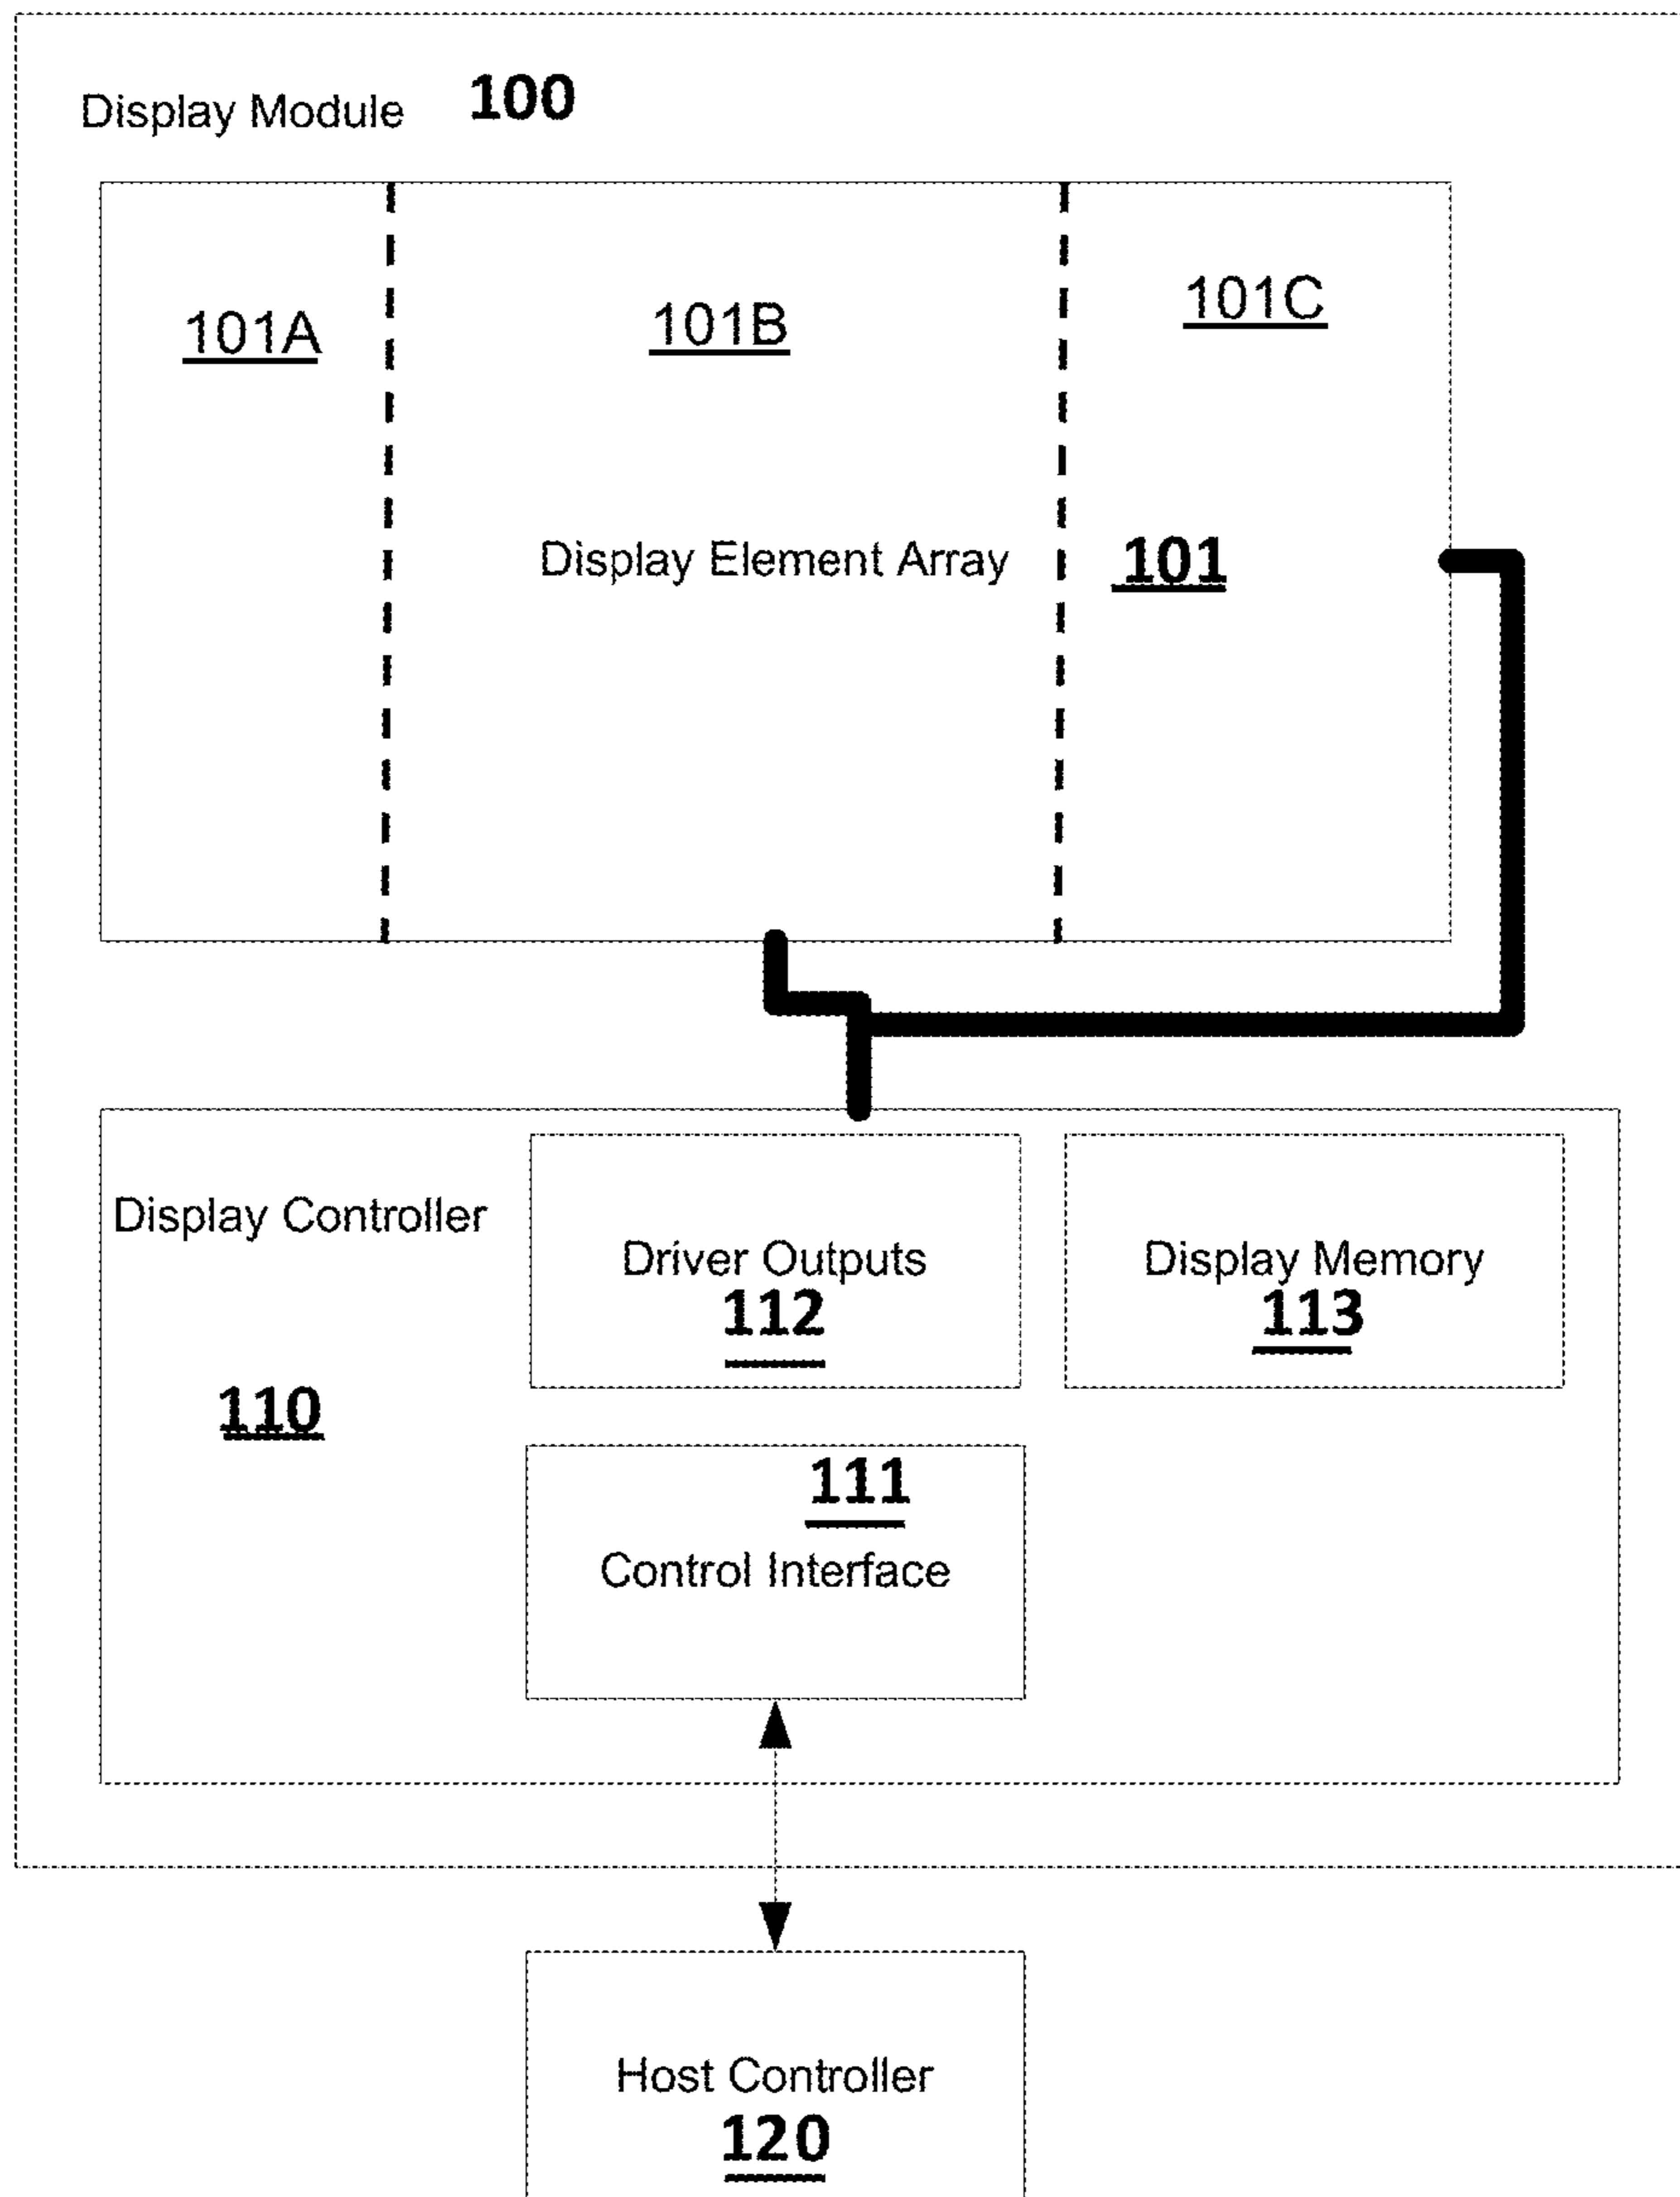 Display Module 100
101A 101B 101C
Display Element Array 101
Display Controller
110
Driver Outputs
112
Display Memory
113
111
Control Interface
Host Controller
120